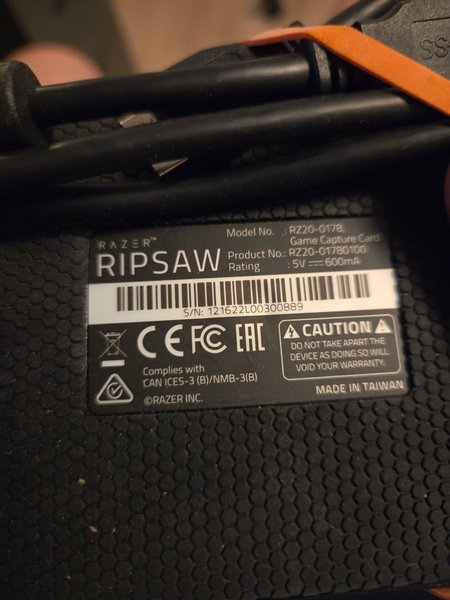 SS
RAZER™
RIPSAW
Model No. : RZ20-0178,
Game Capture Card
Product No.: RZ20-01780100
Rating : 5V ⎓ 600mA
S/N: 121622L00300889
CE FC EAC
Complies with
CAN ICES-3 (B)/NMB-3(B)
©RAZER INC.
CAUTION
DO NOT TAKE APART THE
DEVICE AS DOING SO WILL
VOID YOUR WARRANTY.
MADE IN TAIWAN